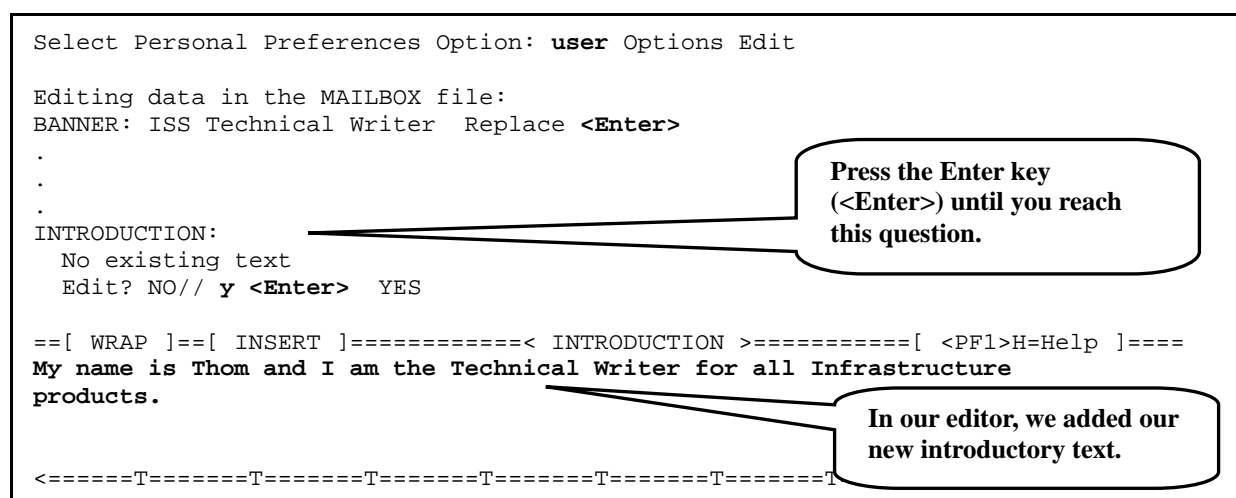 Select Personal Preferences Option: user Options Edit
Editing data in the MAILBOX file:
BANNER: ISS Technical Writer  Replace <Enter>
.
.
.
INTRODUCTION:
  No existing text
  Edit? NO// y <Enter>  YES
Press the Enter key
(<Enter>) until you reach
this question.
==[ WRAP ]==[ INSERT ]============< INTRODUCTION >===========[ <PF1>H=Help ]====
My name is Thom and I am the Technical Writer for all Infrastructure
products.
In our editor, we added our
new introductory text.
<======T=======T=======T=======T=======T=======T=======T